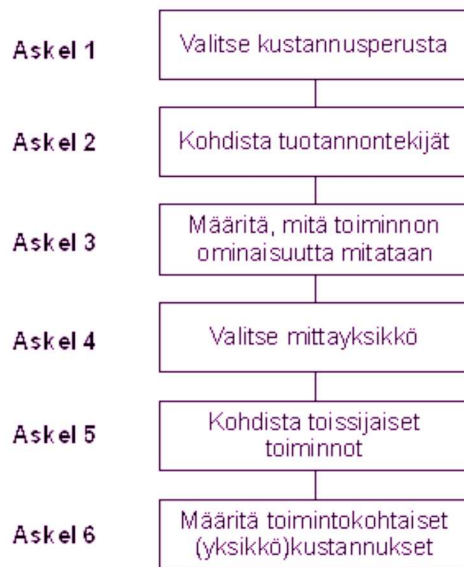 Askel 1
Valitse kustannusperusta
Askel 2
Kohdista tuotannontekijät
Askel 3
Määritä, mitä toiminnon
ominaisuutta mitataan
Askel 4
Valitse mittayksikkö
Askel 5
Kohdista toissijaiset
toiminnot
Askel 6
Määritä toimintokohtaiset
(yksikkö)kustannukset